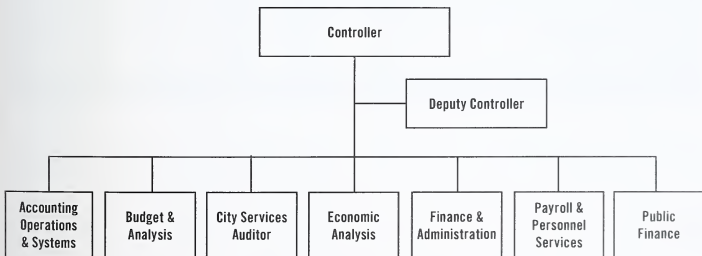 Controller
Deputy Controller
Accounting
Operations
& Systems
Budget &
Analysis
City Services
Auditor
Economic
Analysis
Finance &
Administration
Payroll &
Personnel
Services
Public
Finance